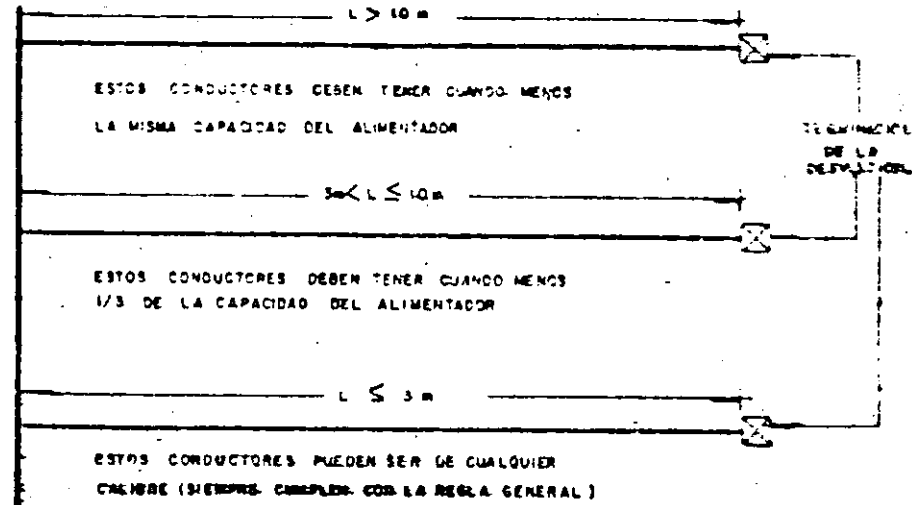 L > 10 m
ESTOS CONDUCTORES DEBEN TENER CUANDO MENOS
LA MISMA CAPACIDAD DEL ALIMENTADOR
TERMINACION
DE LA
DESVIACION
3m < L ≤ 10 m
ESTOS CONDUCTORES DEBEN TENER CUANDO MENOS
1/3 DE LA CAPACIDAD DEL ALIMENTADOR
L ≤ 3 m
ESTOS CONDUCTORES PUEDEN SER DE CUALQUIER
CALIBRE (SIEMPRE CUMPLEN CON LA REGLA GENERAL)